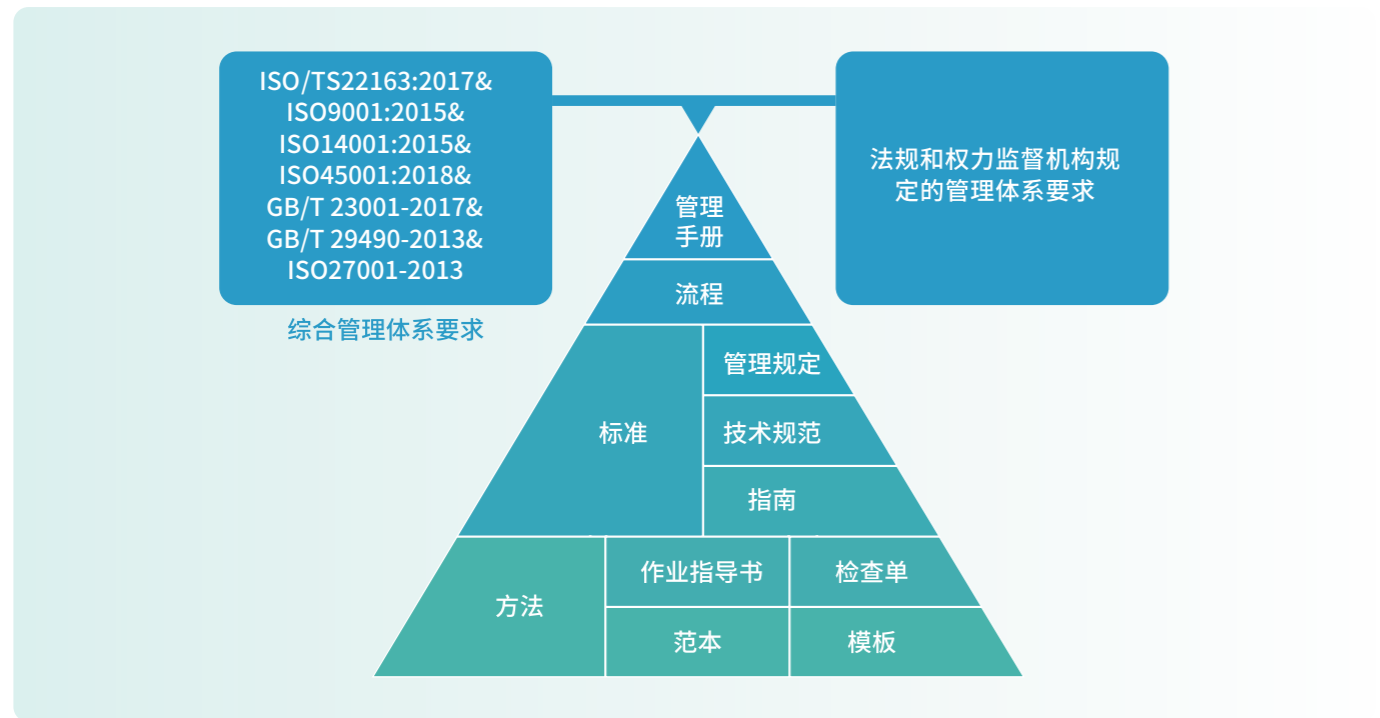 ISO/TS22163:2017&
ISO9001:2015&
ISO14001:2015&
ISO45001:2018&
GB/T 23001-2017&
GB/T 29490-2013&
ISO27001-2013
综合管理体系要求
法规和权力监督机构规
定的管理体系要求
管理
手册
流程
标准
管理规定
技术规范
指南
方法
作业指导书
检查单
范本
模板